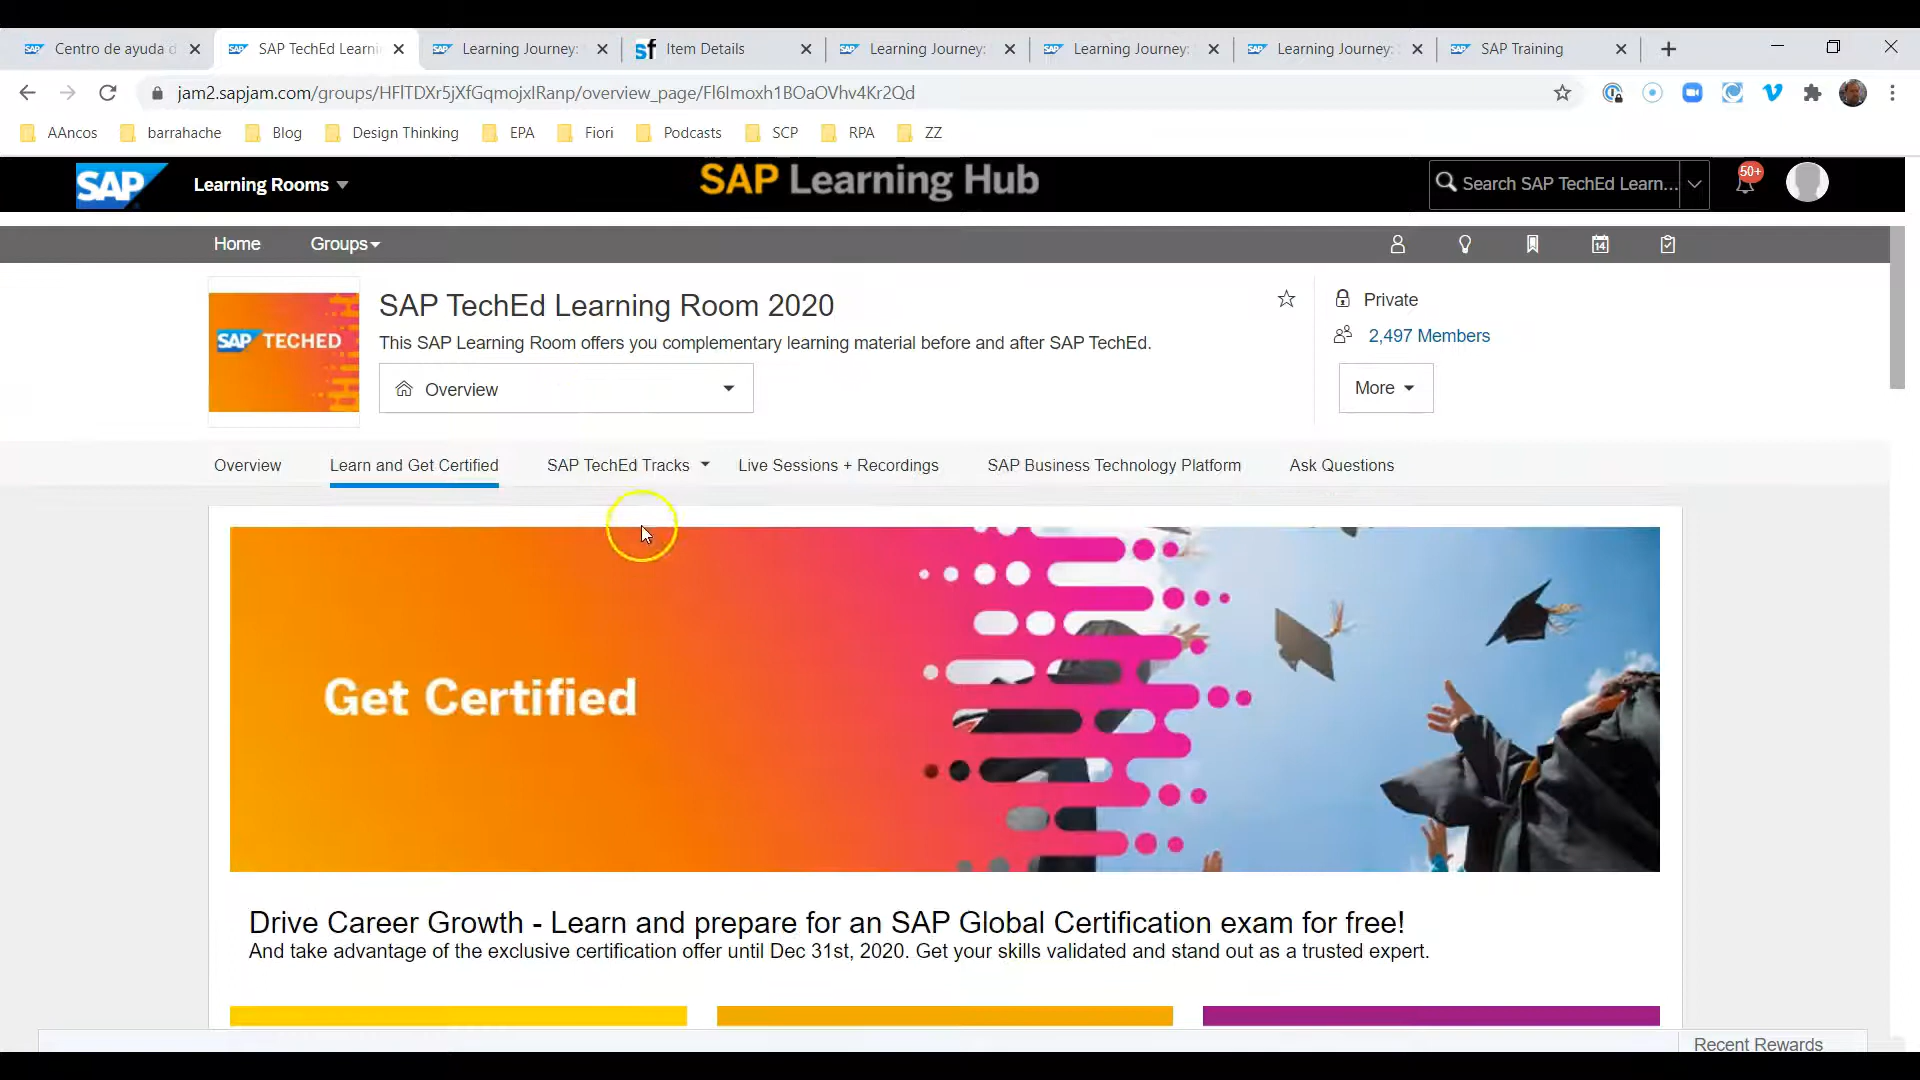 Centro de ayuda d
SAP TechEd Learni
Learning Journey:
sf Item Details
Learning Journey:
Learning Journey:
Learning Journey:
SAP Training
jam2.sapjam.com/groups/HFlTDXr5jXfGqmojxlRanp/overview_page/Fl6Imoxh1BOaOVhv4Kr2Qd
AAncos barrahache Blog Design Thinking EPA Fiori Podcasts SCP RPA ZZ
SAP Learning Rooms SAP Learning Hub Search SAP TechEd Learn... 50+
Home Groups 14
SAP TECHED
SAP TechEd Learning Room 2020
This SAP Learning Room offers you complementary learning material before and after SAP TechEd.
Overview
Private
2,497 Members
More
Overview Learn and Get Certified SAP TechEd Tracks Live Sessions + Recordings SAP Business Technology Platform Ask Questions
Get Certified
Drive Career Growth - Learn and prepare for an SAP Global Certification exam for free!
And take advantage of the exclusive certification offer until Dec 31st, 2020. Get your skills validated and stand out as a trusted expert.
Recent Rewards